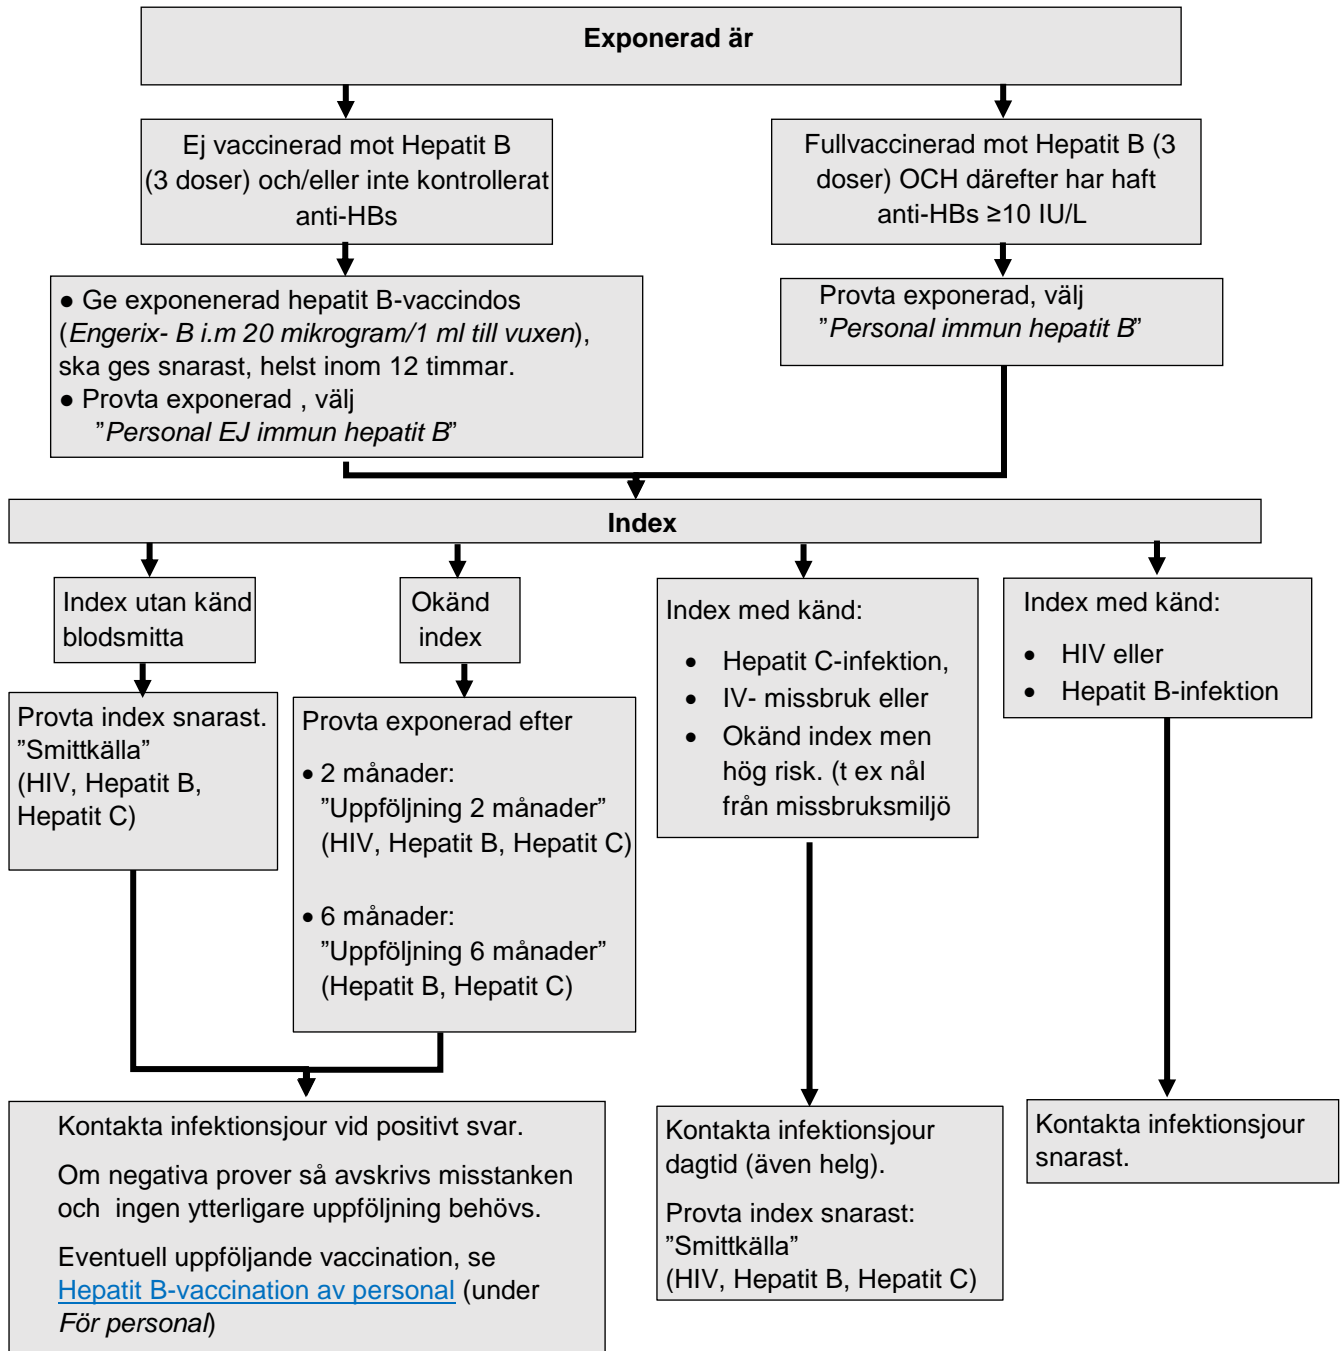 Exponerad är
Ej vaccinerad mot Hepatit B
(3 doser) och/eller inte kontrollerat
anti-HBs
Fullvaccinerad mot Hepatit B (3
doser) OCH därefter har haft
anti-HBs ≥10 IU/L
● Ge exponenerad hepatit B-vaccindos
(Engerix- B i.m 20 mikrogram/1 ml till vuxen),
ska ges snarast, helst inom 12 timmar.
● Provta exponerad , välj
”Personal EJ immun hepatit B”
Provta exponerad, välj
”Personal immun hepatit B”
Index
Index utan känd
blodsmitta
Provta index snarast.
”Smittkälla”
(HIV, Hepatit B,
Hepatit C)
Okänd
index
Provta exponerad efter
• 2 månader:
”Uppföljning 2 månader”
(HIV, Hepatit B, Hepatit C)
• 6 månader:
”Uppföljning 6 månader”
(Hepatit B, Hepatit C)
Index med känd:
• Hepatit C-infektion,
• IV- missbruk eller
• Okänd index men
hög risk. (t ex nål
från missbruksmiljö
Index med känd:
• HIV eller
• Hepatit B-infektion
Kontakta infektionsjour vid positivt svar.
Om negativa prover så avskrivs misstanken
och ingen ytterligare uppföljning behövs.
Eventuell uppföljande vaccination, se
Hepatit B-vaccination av personal (under
För personal)
Kontakta infektionsjour
dagtid (även helg).
Provta index snarast:
”Smittkälla”
(HIV, Hepatit B, Hepatit C)
Kontakta infektionsjour
snarast.